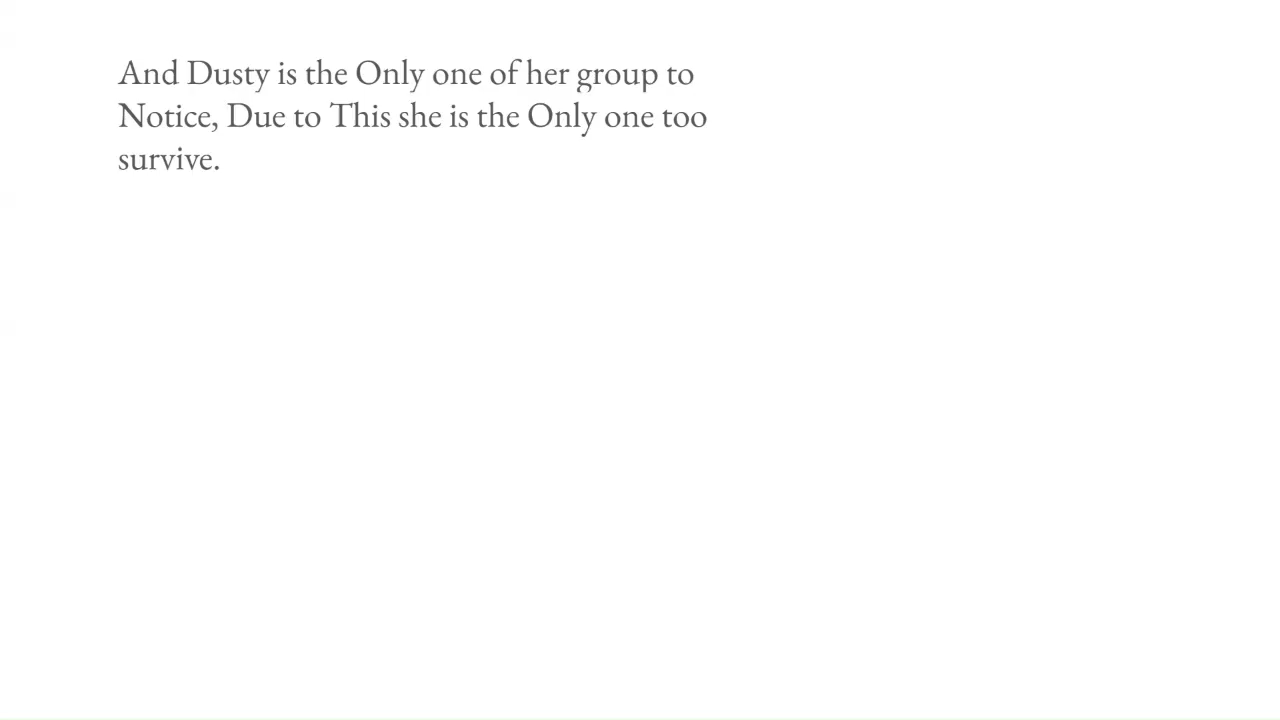 And Dusty is the Only one of her group to
Notice, Due to This she is the Only one too
survive.